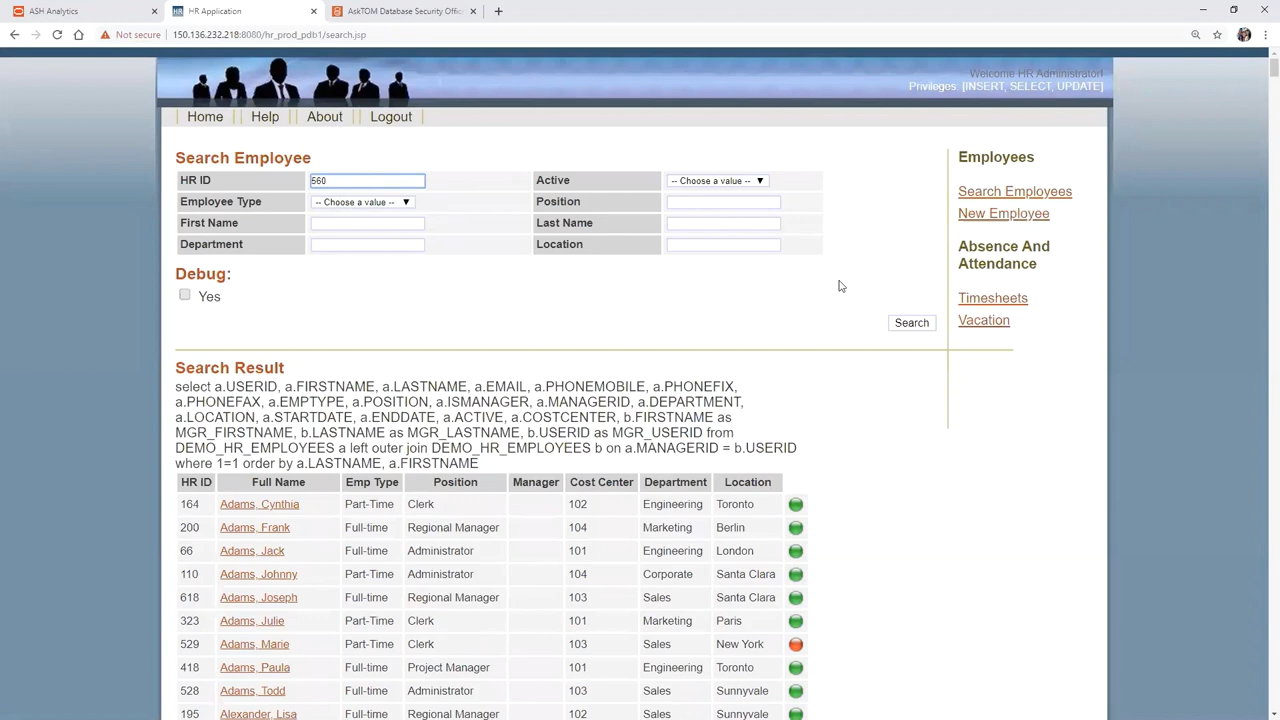 ASH Analytics
HR Application
AskTOM Database Security Offic
Not secure
150.136.232.218:8080/hr_prod_pdb1/search.jsp
Welcome HR Administrator!
Privileges: [INSERT, SELECT, UPDATE]
Home Help About Logout
Search Employee
HR ID 560 Active -- Choose a value --
Employee Type -- Choose a value -- Position
First Name Last Name
Department Location
Debug:
Yes
Search
Employees
Search Employees
New Employee
Absence And
Attendance
Timesheets
Vacation
Search Result
select a.USERID, a.FIRSTNAME, a.LASTNAME, a.EMAIL, a.PHONEMOBILE, a.PHONEFIX,
a.PHONEFAX, a.EMPTYPE, a.POSITION, a.ISMANAGER, a.MANAGERID, a.DEPARTMENT,
a.LOCATION, a.STARTDATE, a.ENDDATE, a.ACTIVE, a.COSTCENTER, b.FIRSTNAME as
MGR_FIRSTNAME, b.LASTNAME as MGR_LASTNAME, b.USERID as MGR_USERID from
DEMO_HR_EMPLOYEES a left outer join DEMO_HR_EMPLOYEES b on a.MANAGERID = b.USERID
where 1=1 order by a.LASTNAME, a.FIRSTNAME
HR ID Full Name Emp Type Position Manager Cost Center Department Location
164 Adams, Cynthia Part-Time Clerk 102 Engineering Toronto
200 Adams, Frank Full-time Regional Manager 104 Marketing Berlin
66 Adams, Jack Full-time Administrator 101 Engineering London
110 Adams, Johnny Part-Time Administrator 104 Corporate Santa Clara
618 Adams, Joseph Full-time Regional Manager 103 Sales Santa Clara
323 Adams, Julie Part-Time Clerk 101 Marketing Paris
529 Adams, Marie Part-Time Clerk 103 Sales New York
418 Adams, Paula Full-time Project Manager 101 Engineering Toronto
528 Adams, Todd Full-time Administrator 103 Sales Sunnyvale
195 Alexander, Lisa Full-time Regional Manager 102 Sales Sunnyvale